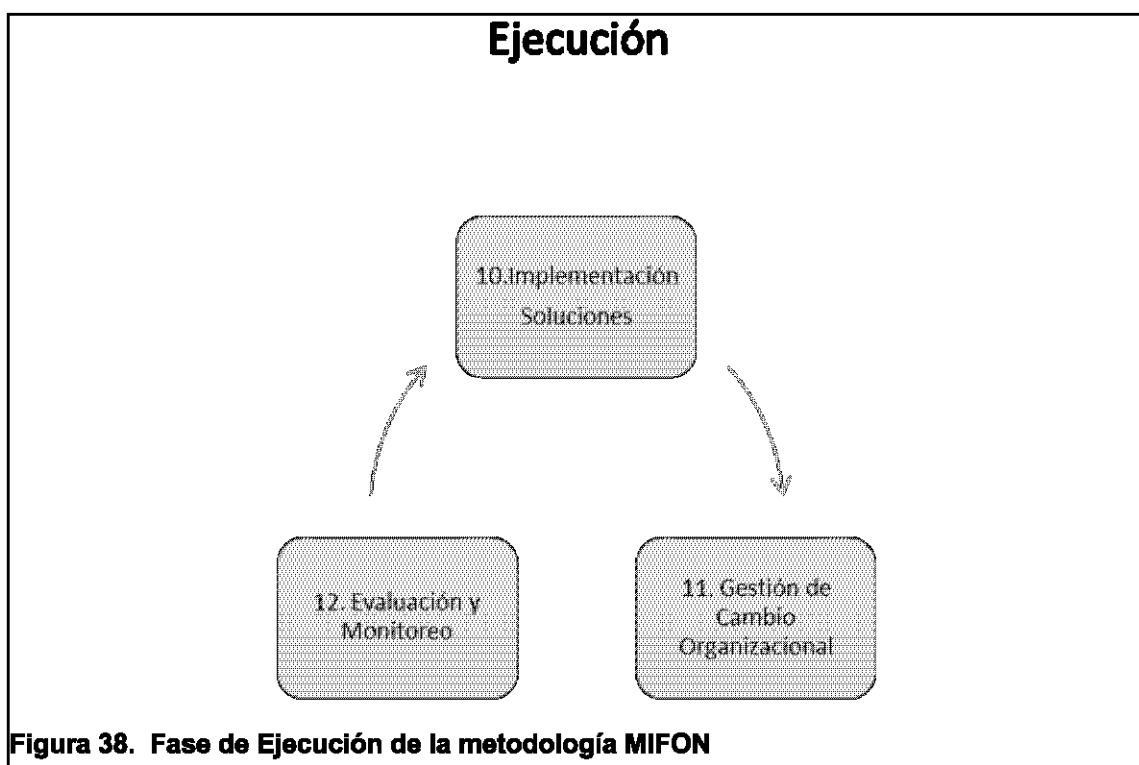 Ejecución
10.Implementación
Soluciones
12. Evaluación y
Monitoreo
11. Gestión de
Cambio
Organizacional
Figura 38. Fase de Ejecución de la metodología MIFON